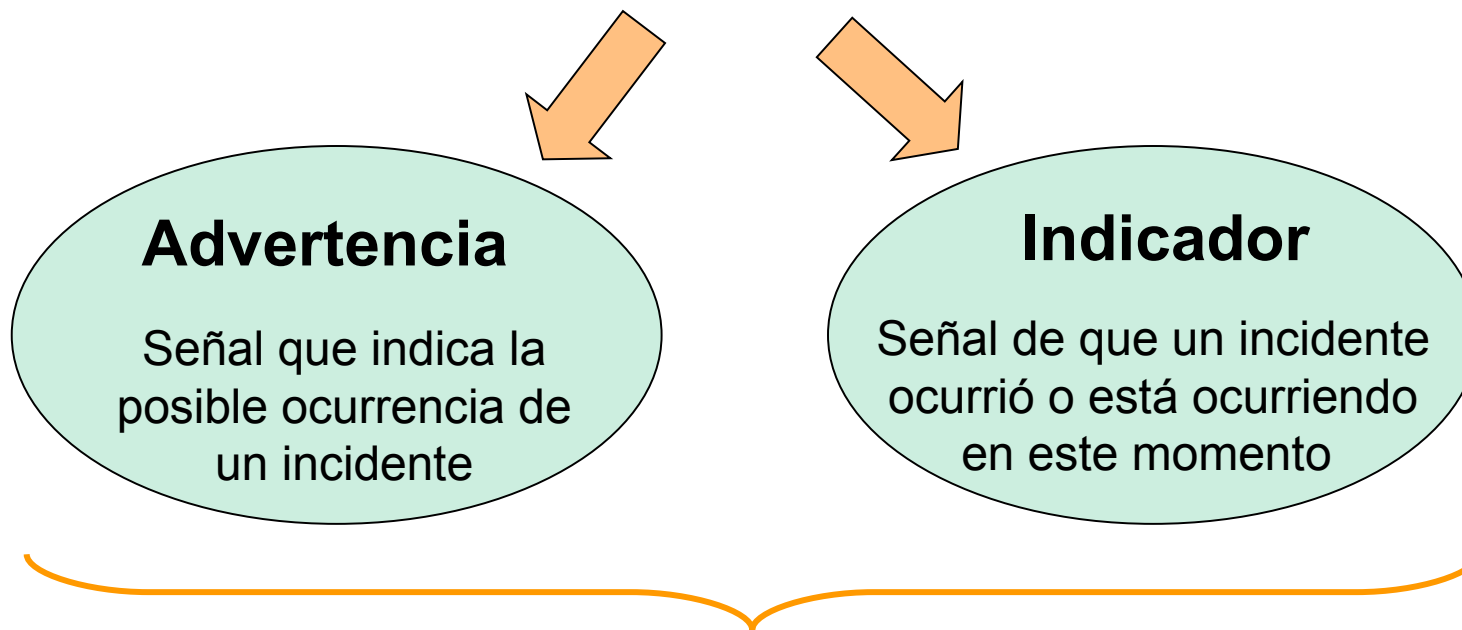 Advertencia
Señal que indica la
posible ocurrencia de
un incidente
Indicador
Señal de que un incidente
ocurrió o está ocurriendo
en este momento